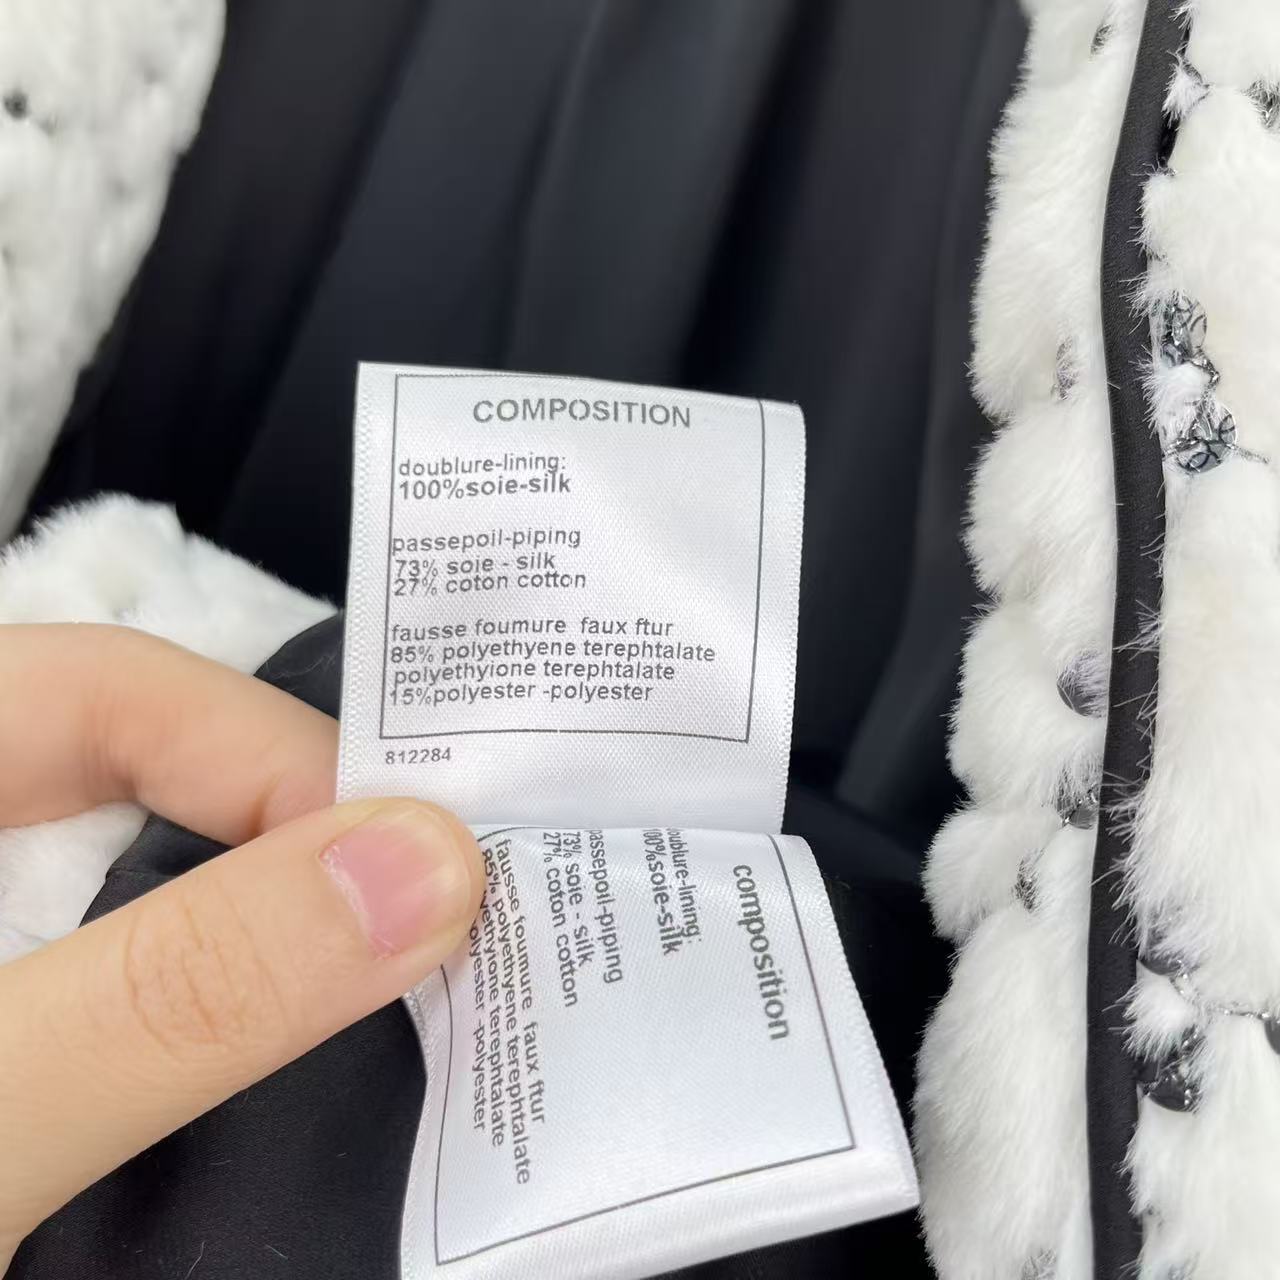 COMPOSITION
doublure-lining:
100%soie-silk
passepoil-piping
73% soie - silk
27% coton cotton
fausse foumure faux ftur
85% polyethyene terephtalate
polyethyione terephtalate
15%polyester -polyester
812284
composition
doublure-lining:
100%soie-silk
passepoil-piping
73% soie - silk
27% coton cotton
fausse foumure faux ftur
85% polyethyene terephtalate
polyethyione terephtalate
polyester -polyester